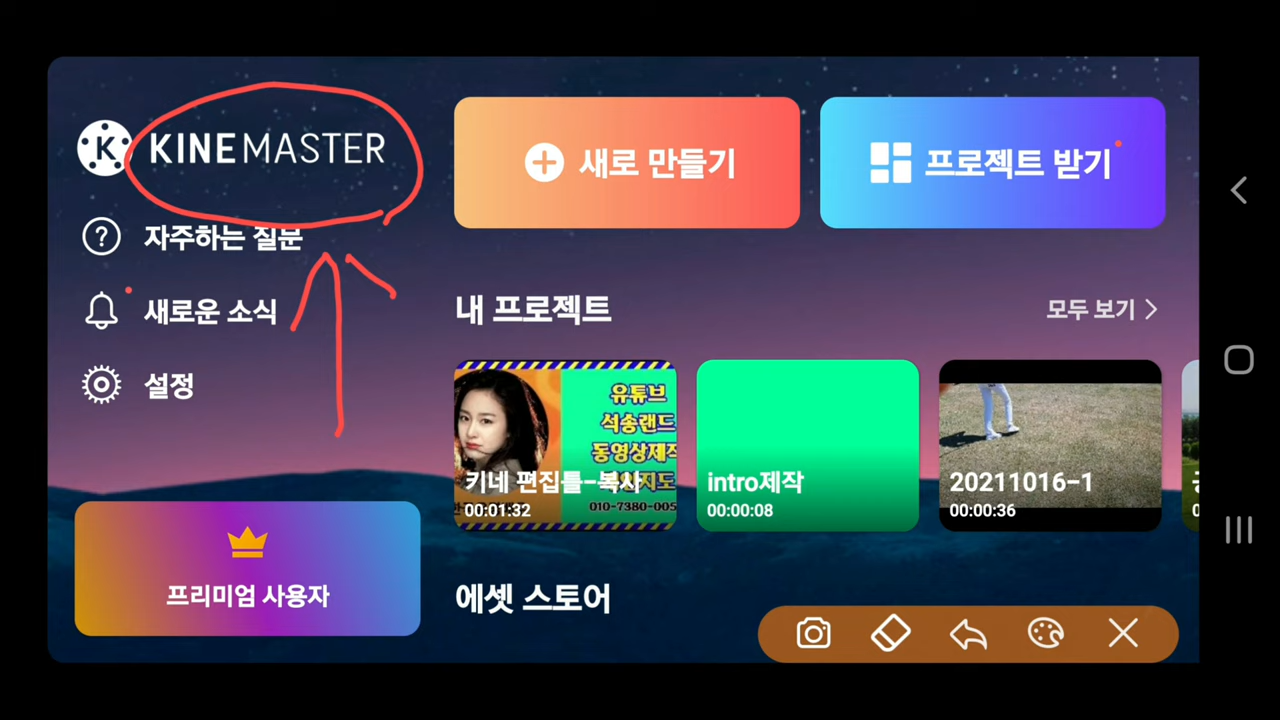 KINEMASTER
자주하는 질문
새로운 소식
설정
프리미엄 사용자
새로 만들기
프로젝트 받기
내 프로젝트
모두 보기
유튜브
석송랜드
동영상제작
키네 편집틀-복사
00:01:32
010-7380-005
intro제작
00:00:08
20211016-1
00:00:36
에셋 스토어